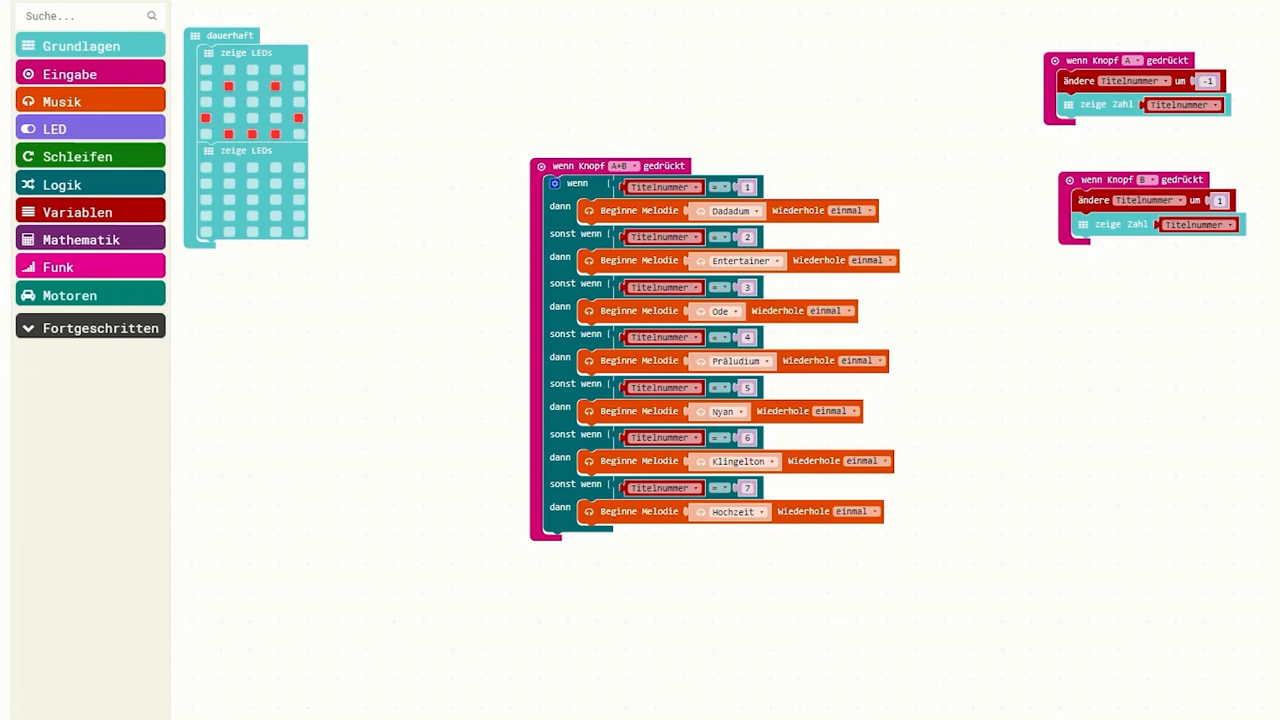 Suche...
Grundlagen
Eingabe
Musik
LED
Schleifen
Logik
Variablen
Mathematik
Funk
Motoren
Fortgeschritten
dauerhaft
zeige LEDs
zeige LEDs
wenn Knopf A+B gedrückt
wenn Titelnummer = 1
dann Beginne Melodie Dadadum Wiederhole einmal
sonst wenn Titelnummer = 2
dann Beginne Melodie Entertainer Wiederhole einmal
sonst wenn Titelnummer = 3
dann Beginne Melodie Ode Wiederhole einmal
sonst wenn Titelnummer = 4
dann Beginne Melodie Präludium Wiederhole einmal
sonst wenn Titelnummer = 5
dann Beginne Melodie Nyan Wiederhole einmal
sonst wenn Titelnummer = 6
dann Beginne Melodie Klingelton Wiederhole einmal
sonst wenn Titelnummer = 7
dann Beginne Melodie Hochzeit Wiederhole einmal
wenn Knopf A gedrückt
ändere Titelnummer um -1
zeige Zahl Titelnummer
wenn Knopf B gedrückt
ändere Titelnummer um 1
zeige Zahl Titelnummer